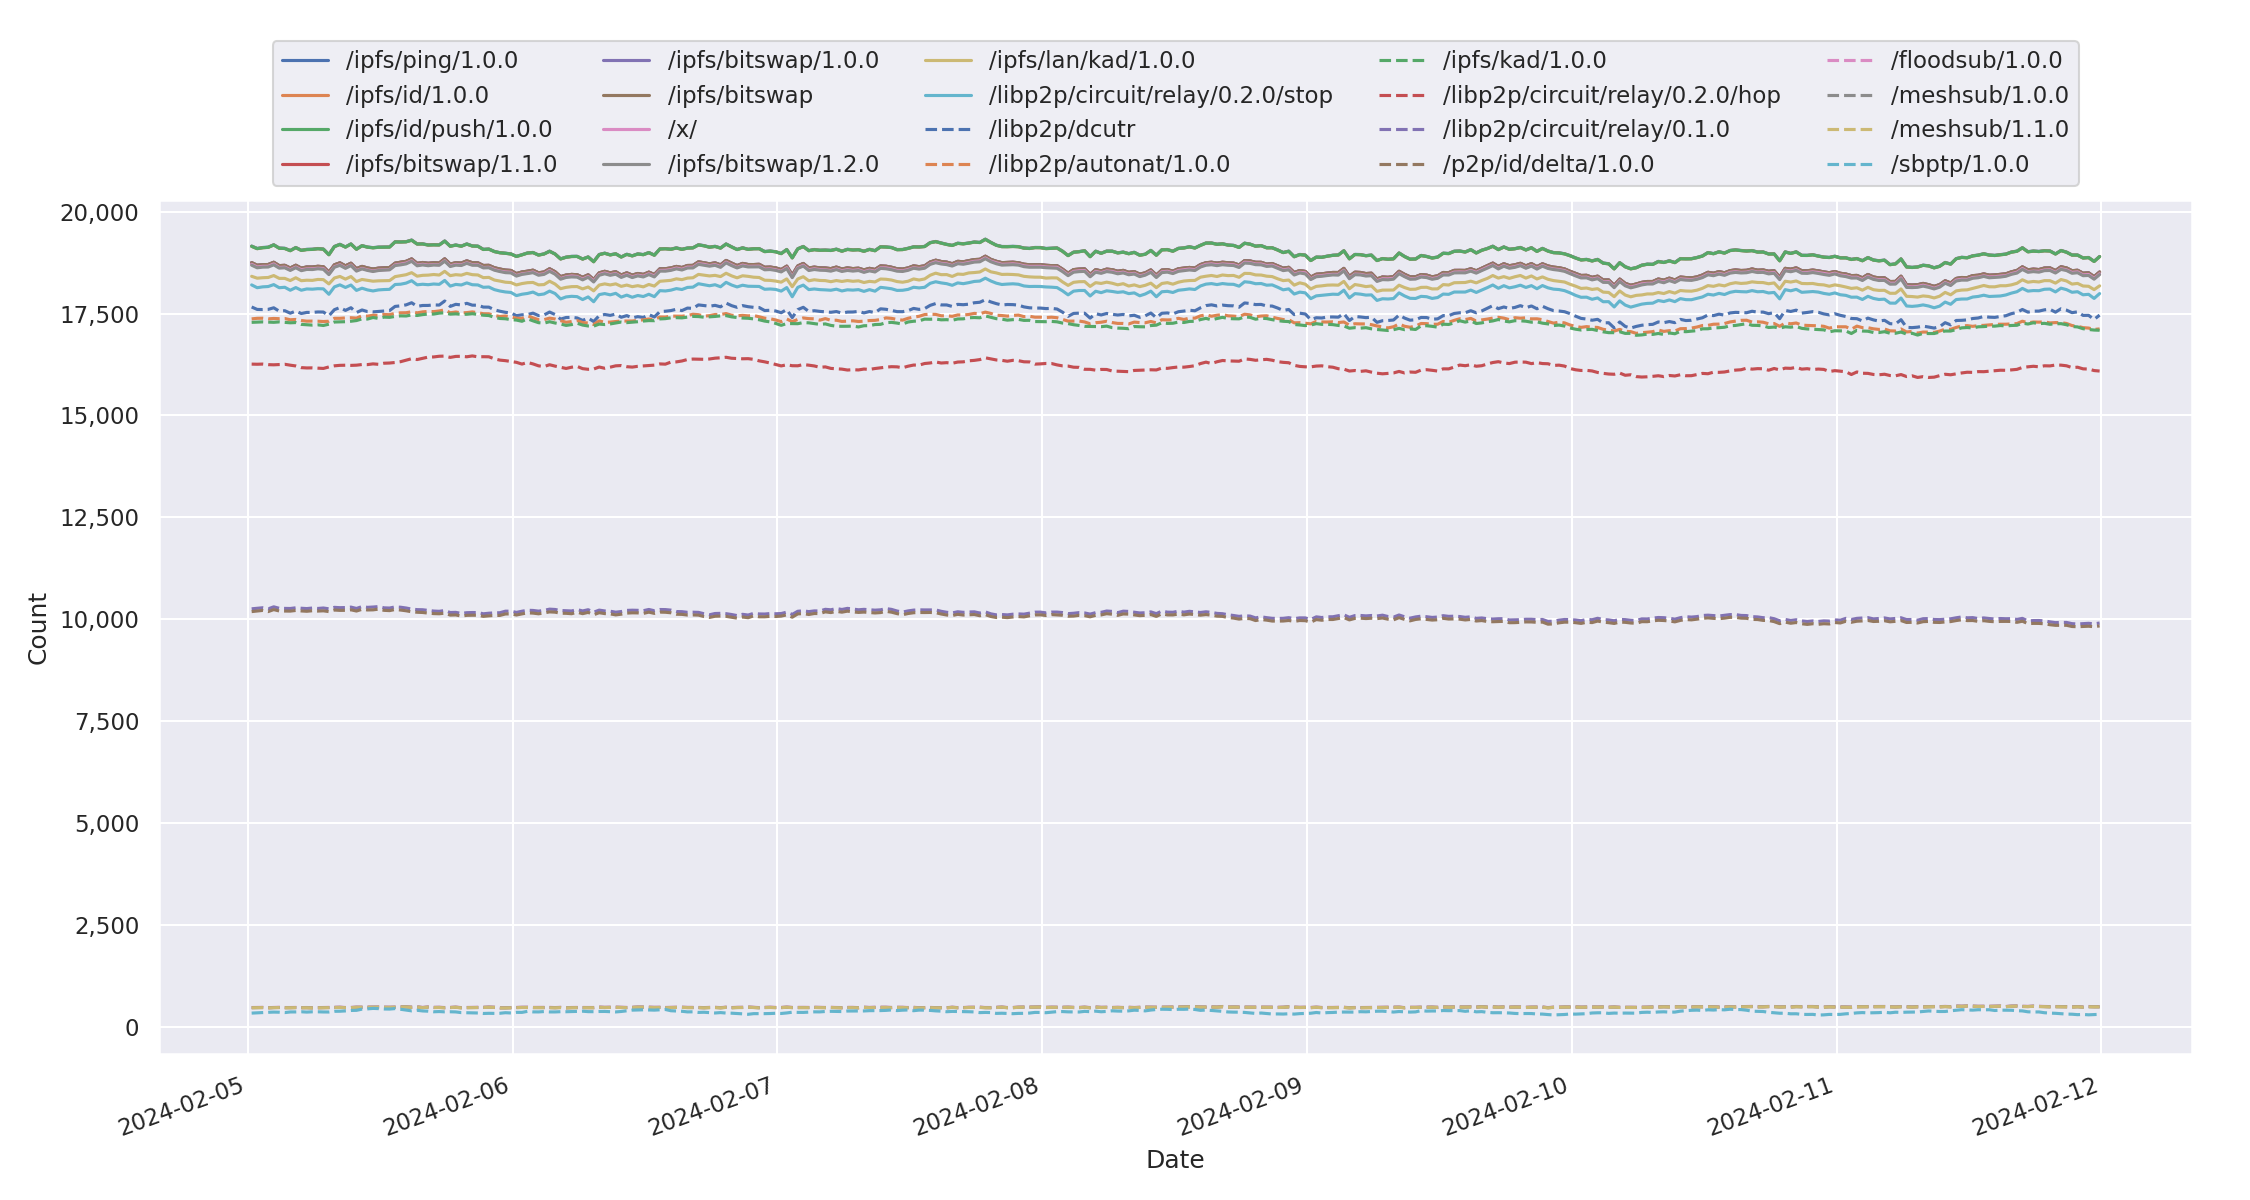 /ipfs/ping/1.0.0
/ipfs/id/1.0.0
/ipfs/id/push/1.0.0
/ipfs/bitswap/1.1.0
/ipfs/bitswap/1.0.0
/ipfs/bitswap
/x/
/ipfs/bitswap/1.2.0
/ipfs/lan/kad/1.0.0
/libp2p/circuit/relay/0.2.0/stop
/libp2p/dcutr
/libp2p/autonat/1.0.0
/ipfs/kad/1.0.0
/libp2p/circuit/relay/0.2.0/hop
/libp2p/circuit/relay/0.1.0
/p2p/id/delta/1.0.0
/floodsub/1.0.0
/meshsub/1.0.0
/meshsub/1.1.0
/sbptp/1.0.0
20,000
17,500
15,000
12,500
10,000
7,500
5,000
2,500
0
Count
2024-02-05
2024-02-06
2024-02-07
2024-02-08
2024-02-09
2024-02-10
2024-02-11
2024-02-12
Date